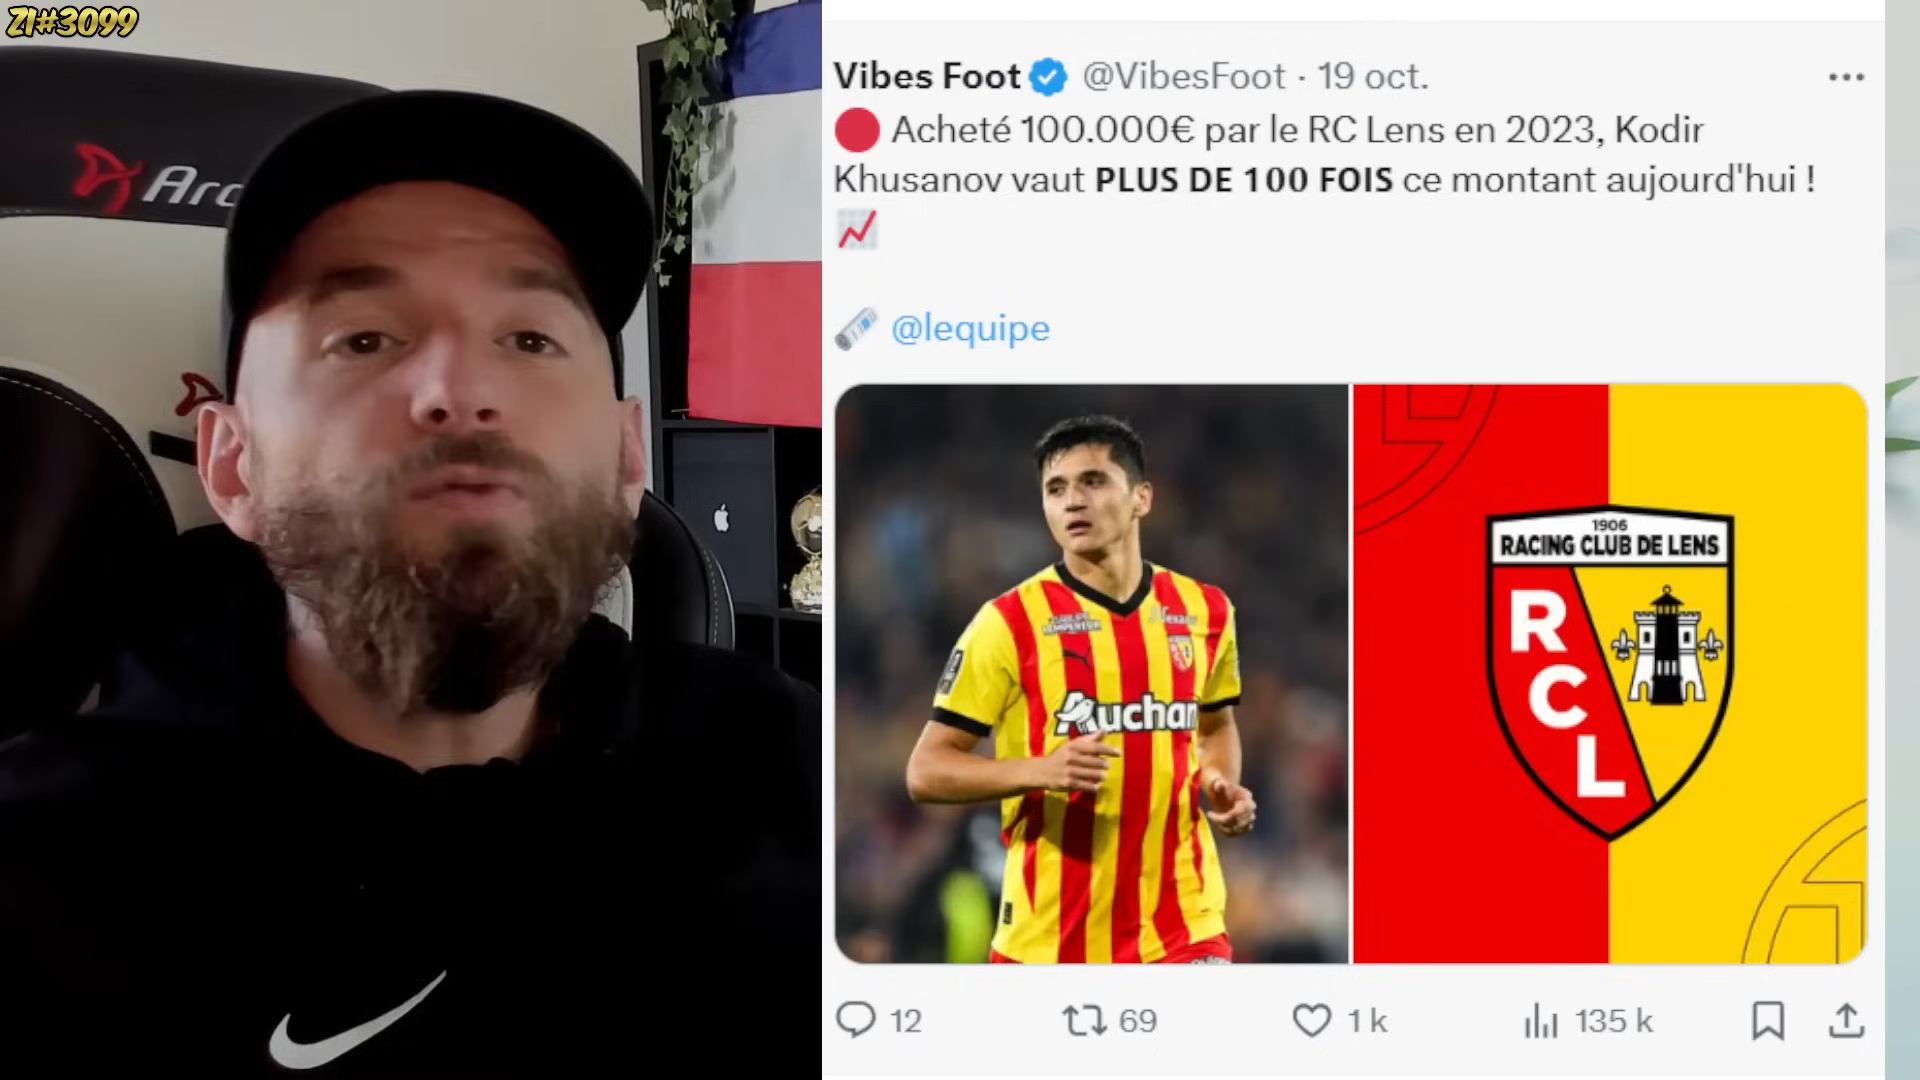 ZI#3099
Aro
Vibes Foot @VibesFoot · 19 oct.
Acheté 100.000€ par le RC Lens en 2023, Kodir
Khusanov vaut PLUS DE 100 FOIS ce montant aujourd'hui !
@lequipe
Auchan
1906
RACING CLUB DE LENS
R
C
L
12 69 1 k 135 k